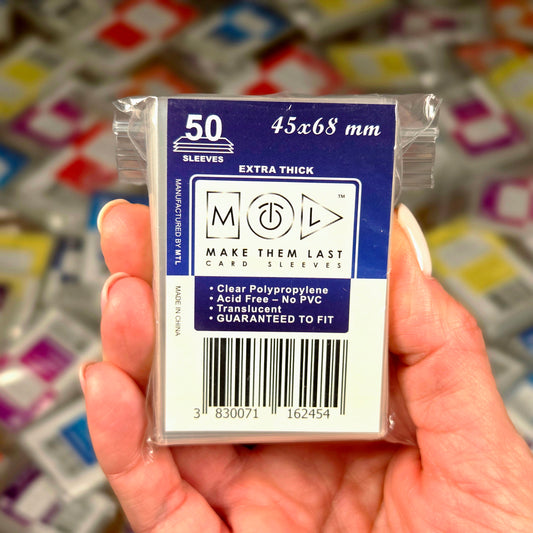 50
SLEEVES
45x68 mm
EXTRA THICK
MANUFACTURED BY MTL
MADE IN CHINA
M T L ™
MAKE THEM LAST
CARD SLEEVES
• Clear Polypropylene
• Acid Free – No PVC
• Translucent
• GUARANTEED TO FIT
3 830071 162454